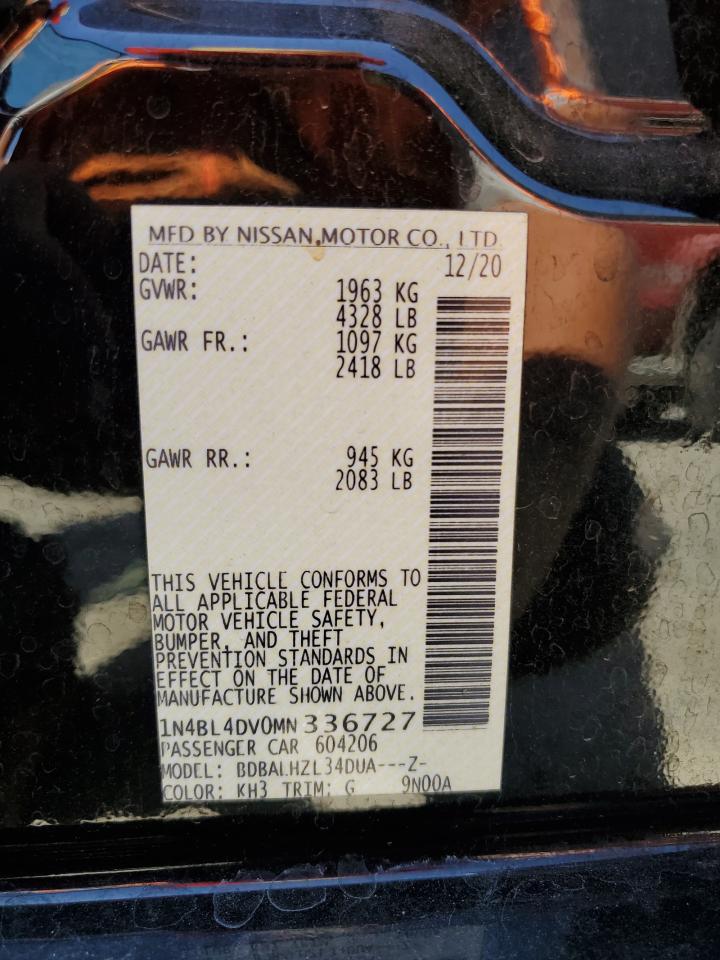 MFD BY NISSAN MOTOR CO., LTD.
DATE: 12/20
GVWR: 1963 KG
4328 LB
GAWR FR.: 1097 KG
2418 LB
GAWR RR.: 945 KG
2083 LB
THIS VEHICLE CONFORMS TO
ALL APPLICABLE FEDERAL
MOTOR VEHICLE SAFETY,
BUMPER, AND THEFT
PREVENTION STANDARDS IN
EFFECT ON THE DATE OF
MANUFACTURE SHOWN ABOVE.
1N4BL4DV0MN336727
PASSENGER CAR 604206
MODEL: BDBALHZL34DUA---Z-
COLOR: KH3 TRIM: G 9N00A